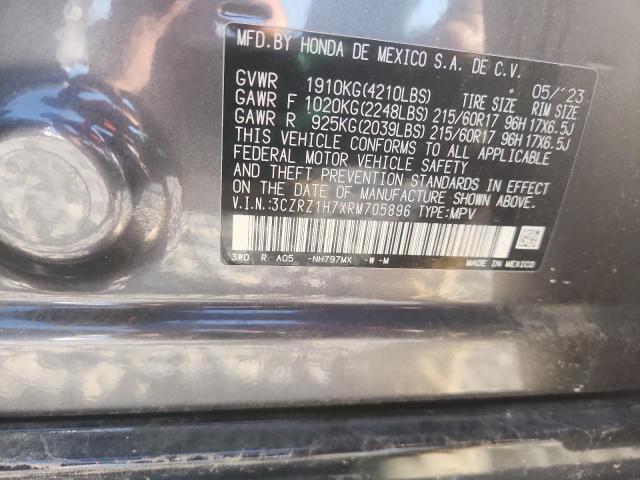 MFD.BY HONDA DE MEXICO S.A. DE C.V.
05/'23
GVWR 1910KG(4210LBS) TIRE SIZE RIM SIZE
GAWR F 1020KG(2248LBS) 215/60R17 96H 17X6.5J
GAWR R 925KG(2039LBS) 215/60R17 96H 17X6.5J
THIS VEHICLE CONFORMS TO ALL APPLICABLE
FEDERAL MOTOR VEHICLE SAFETY
AND THEFT PREVENTION STANDARDS IN EFFECT
ON THE DATE OF MANUFACTURE SHOWN ABOVE.
V.I.N.:3CZRZ1H7XRM705896 TYPE:MPV
3W0 R A05 -NH797MX -W -M
MADE IN MEXICO